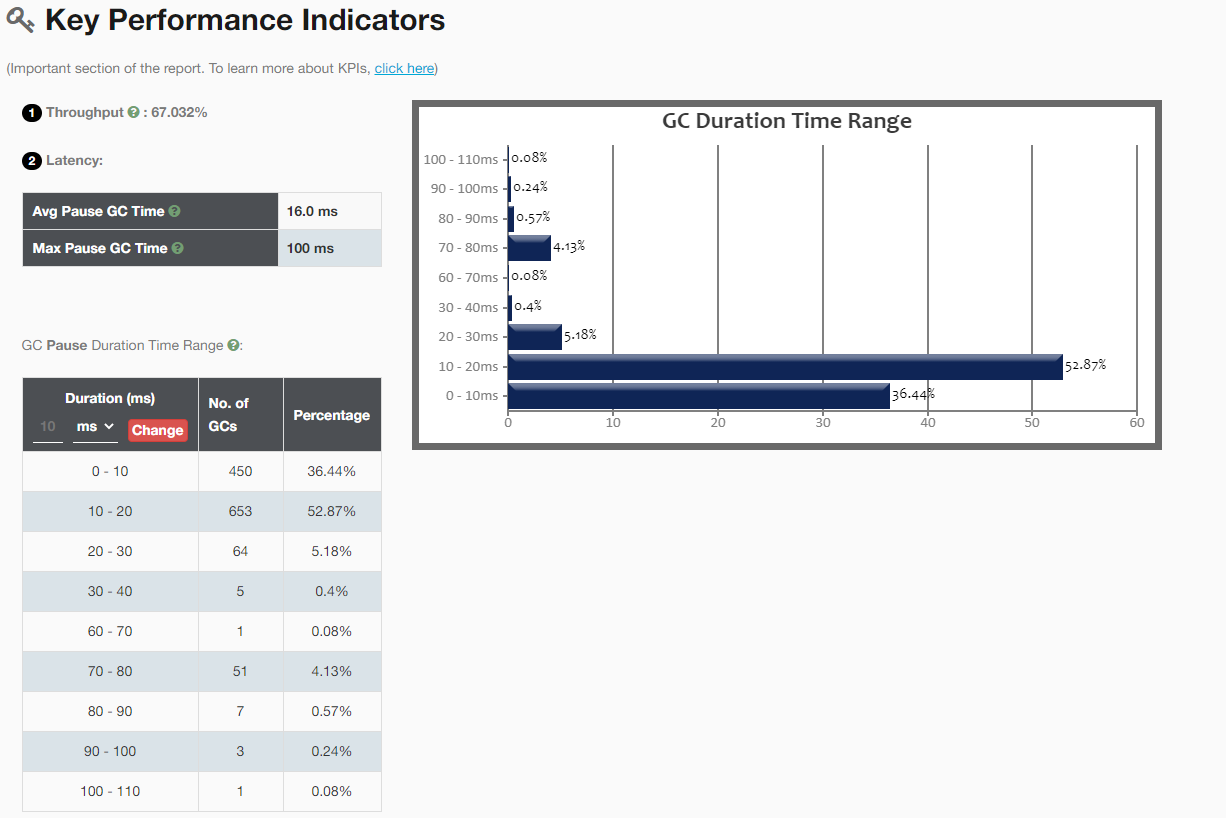 Key Performance Indicators
(Important section of the report. To learn more about KPIs, click here)
1 Throughput ? : 67.032%
2 Latency:
Avg Pause GC Time ? 16.0 ms
Max Pause GC Time ? 100 ms
GC Pause Duration Time Range ?:
Duration (ms)
10 ms Change
No. of
GCs
Percentage
0 - 10 450 36.44%
10 - 20 653 52.87%
20 - 30 64 5.18%
30 - 40 5 0.4%
60 - 70 1 0.08%
70 - 80 51 4.13%
80 - 90 7 0.57%
90 - 100 3 0.24%
100 - 110 1 0.08%
GC Duration Time Range
100 - 110ms 0.08%
90 - 100ms 0.24%
80 - 90ms 0.57%
70 - 80ms 4.13%
60 - 70ms 0.08%
30 - 40ms 0.4%
20 - 30ms 5.18%
10 - 20ms 52.87%
0 - 10ms 36.44%
0 10 20 30 40 50 60